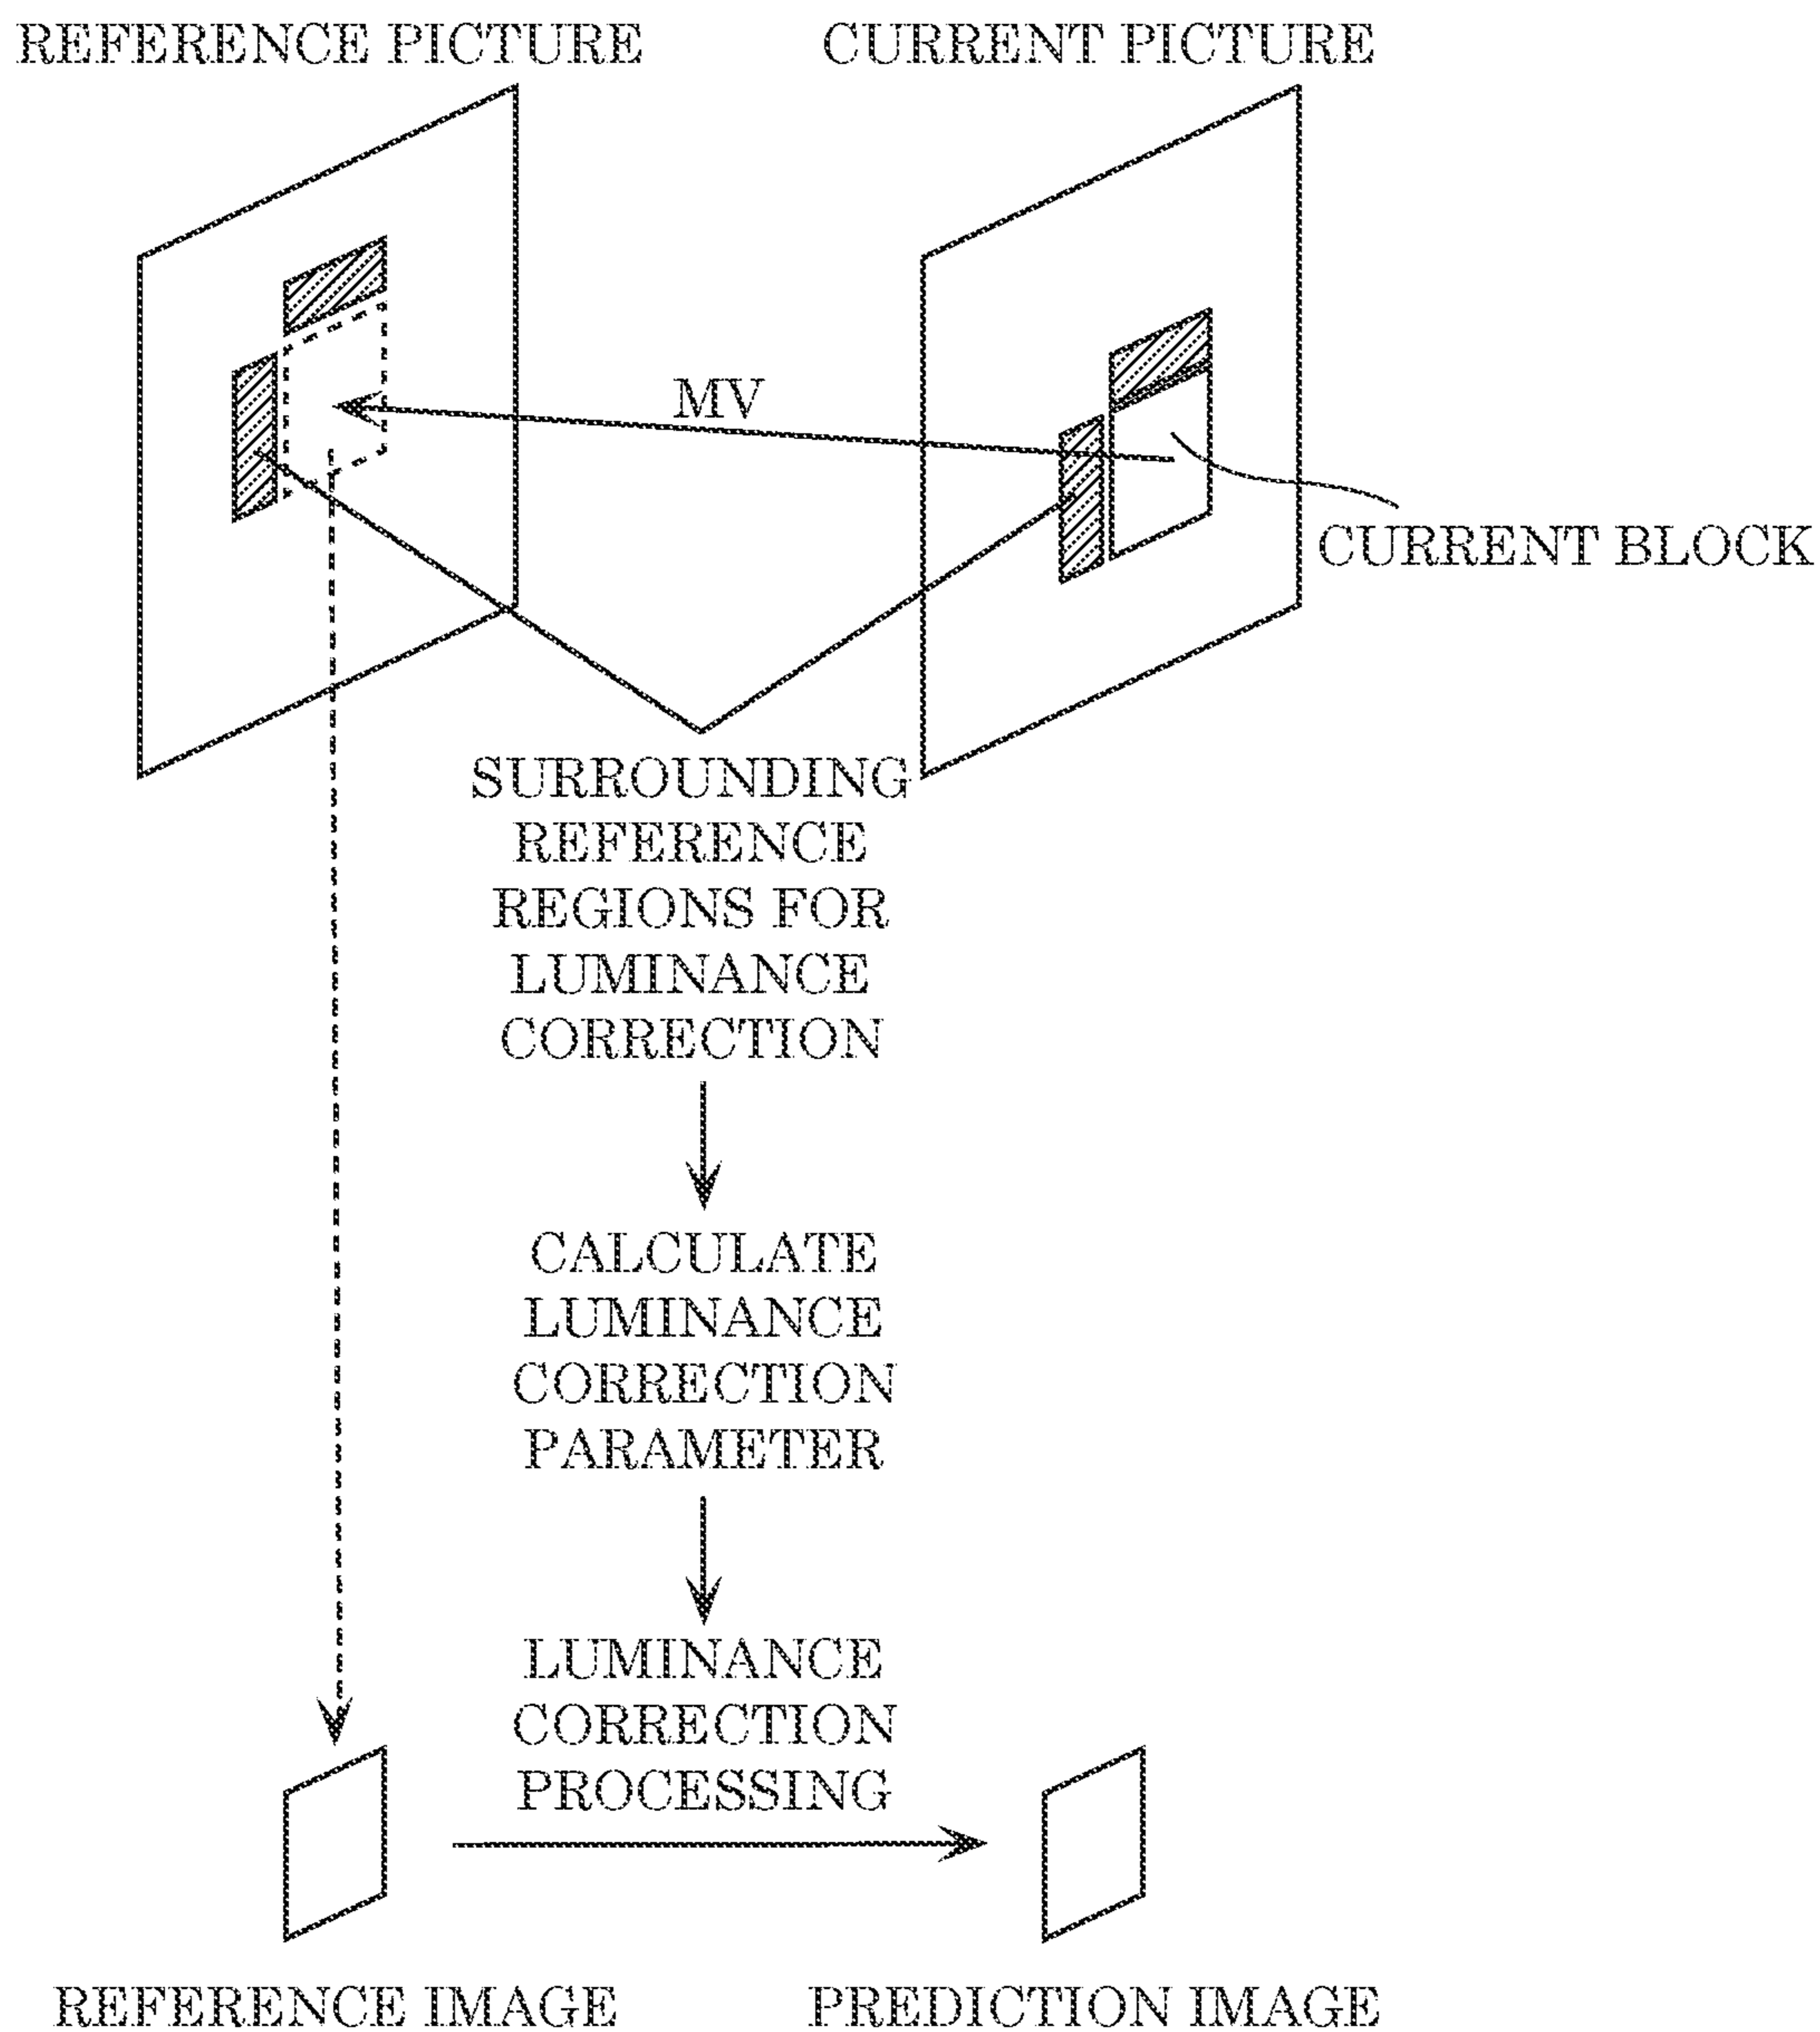 REFERENCE PICTURE
CURRENT PICTURE
MV
CURRENT BLOCK
SURROUNDING
REFERENCE
REGIONS FOR
LUMINANCE
CORRECTION
CALCULATE
LUMINANCE
CORRECTION
PARAMETER
LUMINANCE
CORRECTION
PROCESSING
REFERENCE IMAGE
PREDICTION IMAGE